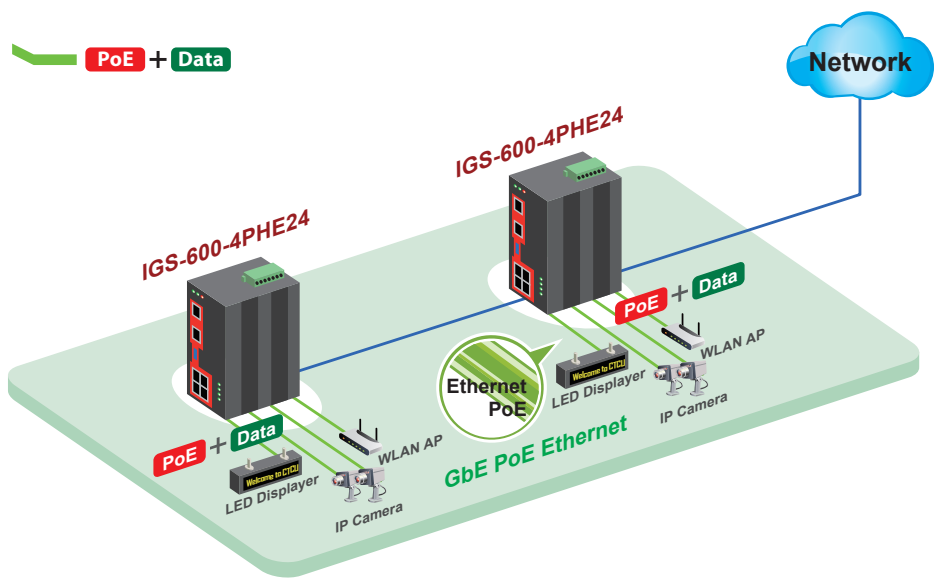 PoE + Data
Network
IGS-600-4PHE24
IGS-600-4PHE24
PoE + Data
WLAN AP
Welcome to CTCU
LED Displayer
IP Camera
Ethernet
PoE
GbE PoE Ethernet
PoE + Data
WLAN AP
Welcome to CTCU
LED Displayer
IP Camera